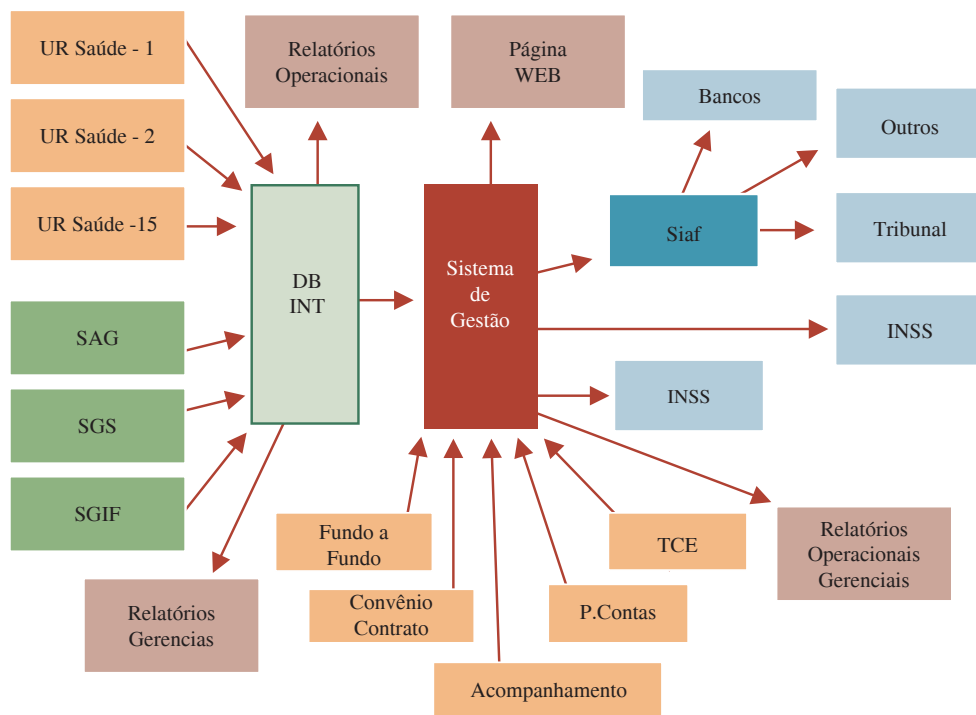 UR Saúde - 1
Relatórios
Operacionais
Página
WEB
Bancos
Outros
UR Saúde - 2
UR Saúde -15
Siaf
Tribunal
DB
INT
Sistema
de
Gestão
SAG
INSS
SGS
INSS
SGIF
Fundo a
Fundo
TCE
Relatórios
Operacionais
Gerenciais
Relatórios
Gerencias
Convênio
Contrato
P.Contas
Acompanhamento